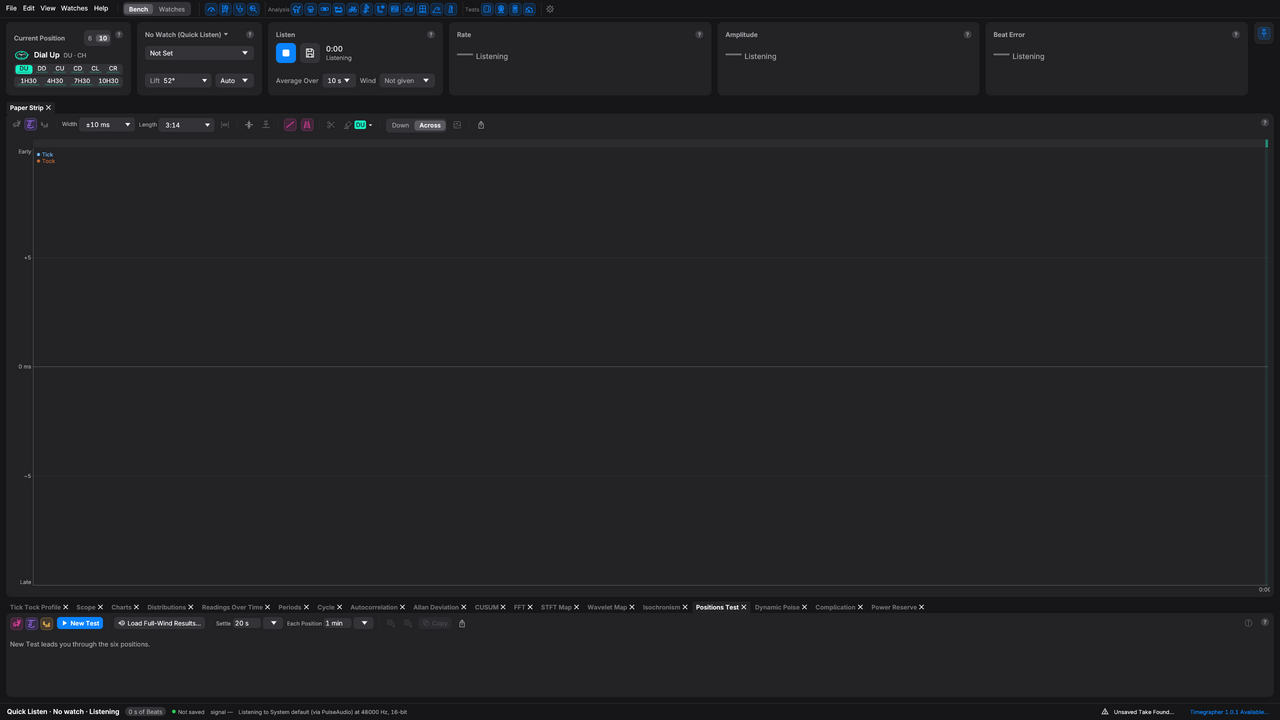 File Edit View Watches Help Bench Watches Analysis Tests
Current Position 6 10 ?
Dial Up DU · CH
DU DD CU CD CL CR
1H30 4H30 7H30 10H30
No Watch (Quick Listen) ?
Not Set
Lift 52° Auto
Listen ?
0:00
Listening
Average Over 10 s Wind Not given
Rate ?
Listening
Amplitude ?
Listening
Beat Error ?
Listening
Paper Strip
Width ±10 ms Length 3:14 DU Down Across ?
Early
Tick
Tock
+5
0 ms
−5
Late
0:00
Tick Tock Profile Scope Charts Distributions Readings Over Time Periods Cycle Autocorrelation Allan Deviation CUSUM FFT STFT Map Wavelet Map Isochronism Positions Test Dynamic Poise Complication Power Reserve
New Test Load Full-Wind Results... Settle 20 s Each Position 1 min Copy ?
New Test leads you through the six positions.
Quick Listen · No watch · Listening 0 s of Beats Not saved signal — Listening to System default (via PulseAudio) at 48000 Hz, 16-bit Unsaved Take Found... Timegrapher 1.0.1 Available...